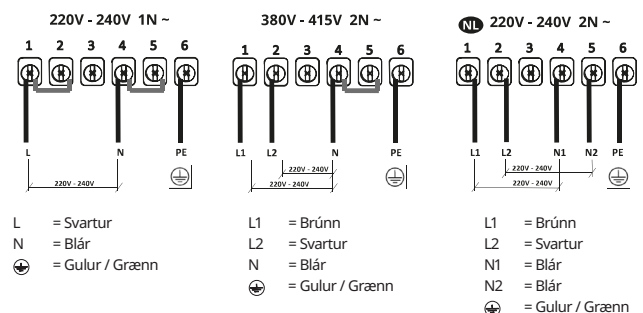 220V - 240V 1N ~
1 2 3 4 5 6
L N PE
220V - 240V
L = Svartur
N = Blár
= Gulur / Grænn
380V - 415V 2N ~
1 2 3 4 5 6
L1 L2 N PE
220V - 240V
220V - 240V
L1 = Brúnn
L2 = Svartur
N = Blár
= Gulur / Grænn
NL 220V - 240V 2N ~
1 2 3 4 5 6
L1 L2 N1 N2 PE
220V - 240V
220V - 240V
L1 = Brúnn
L2 = Svartur
N1 = Blár
N2 = Blár
= Gulur / Grænn